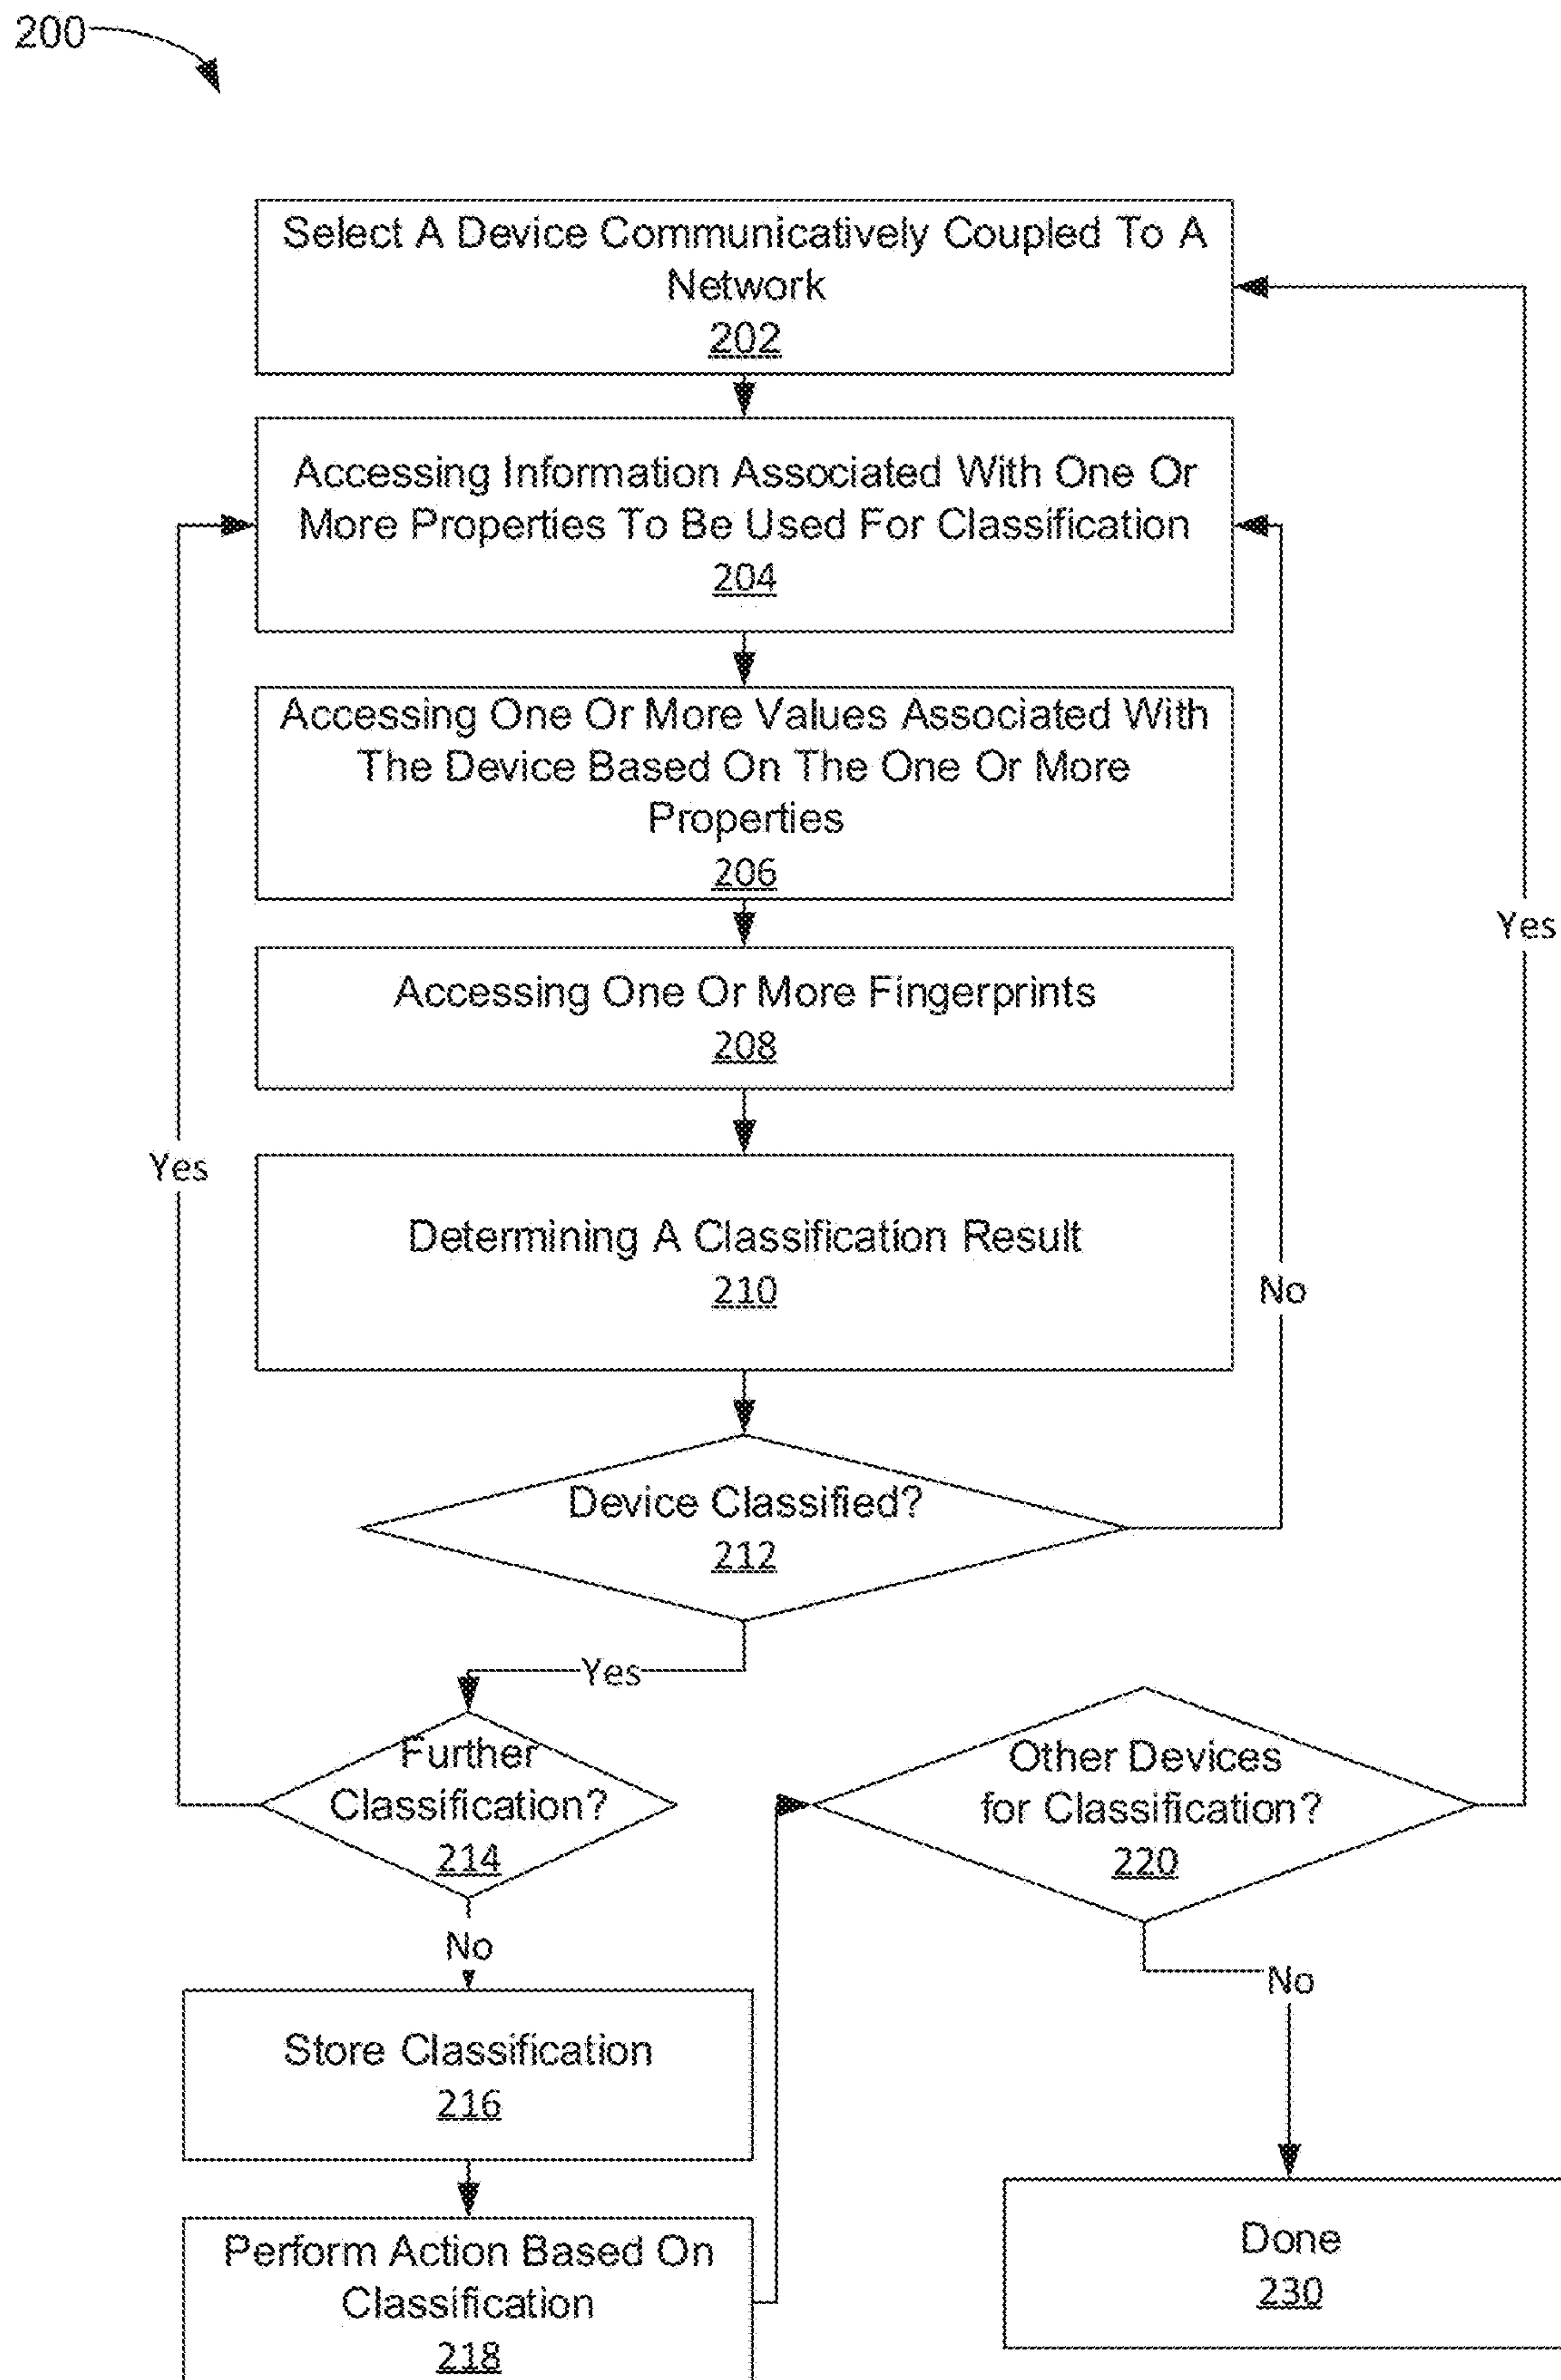 200
Select A Device Communicatively Coupled To A
Network
202
Accessing Information Associated With One Or
More Properties To Be Used For Classification
204
Accessing One Or More Values Associated With
The Device Based On The One Or More
Properties
206
Yes
Accessing One Or More Fingerprints
208
Yes
Determining A Classification Result
210
No
Device Classified?
212
Yes
Further
Classification?
214
Other Devices
for Classification?
220
No
No
Store Classification
216
Perform Action Based On
Classification
218
Done
230